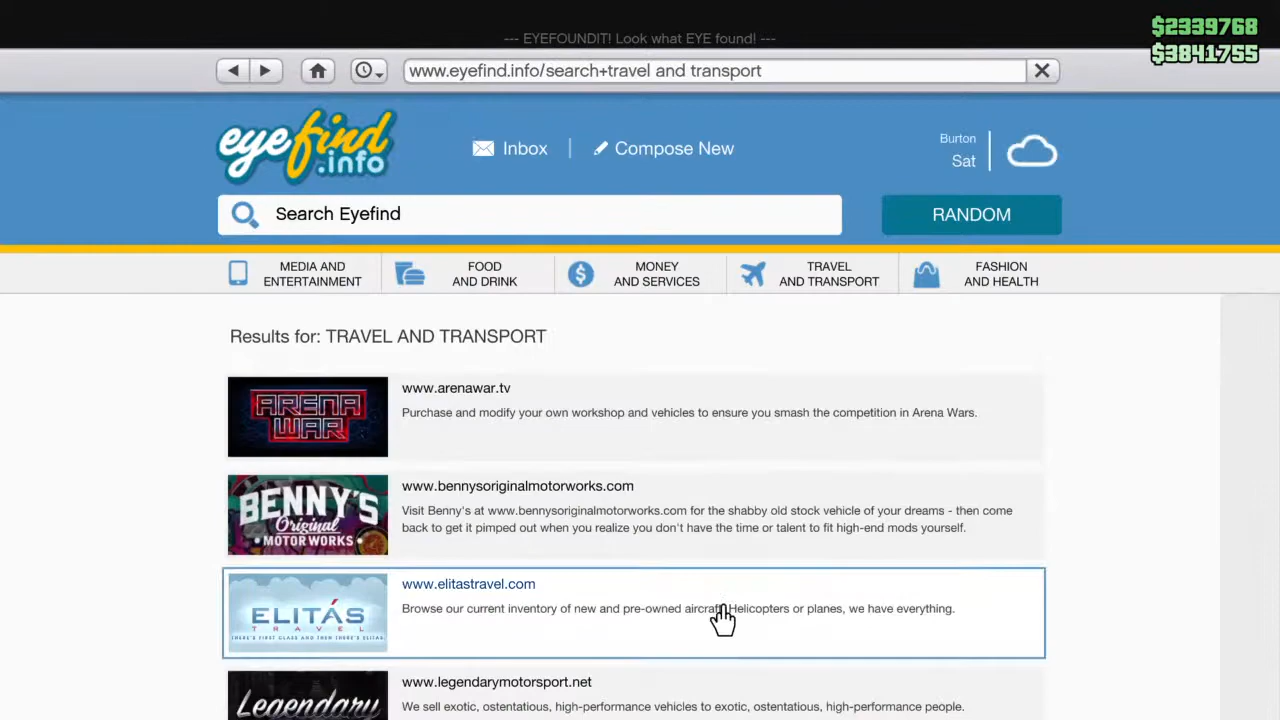 $2339768
--- EYEFOUNDIT! Look what EYE found! ---
$3841755
www.eyefind.info/search+travel and transport
eyefind
.info
Inbox
Compose New
Burton
Sat
Search Eyefind
RANDOM
MEDIA AND
ENTERTAINMENT
FOOD
AND DRINK
MONEY
AND SERVICES
TRAVEL
AND TRANSPORT
FASHION
AND HEALTH
Results for: TRAVEL AND TRANSPORT
ARENA
WAR
www.arenawar.tv
Purchase and modify your own workshop and vehicles to ensure you smash the competition in Arena Wars.
BENNY'S
Original
MOTOR WORKS
www.bennysoriginalmotorworks.com
Visit Benny's at www.bennysoriginalmotorworks.com for the shabby old stock vehicle of your dreams - then come
back to get it pimped out when you realize you don't have the time or talent to fit high-end mods yourself.
ELITÁS
TRAVEL
THERE'S FIRST CLASS AND THEN THERE'S ELITAS
www.elitastravel.com
Browse our current inventory of new and pre-owned aircraft. Helicopters or planes, we have everything.
Legendary
www.legendarymotorsport.net
We sell exotic, ostentatious, high-performance vehicles to exotic, ostentatious, high-performance people.